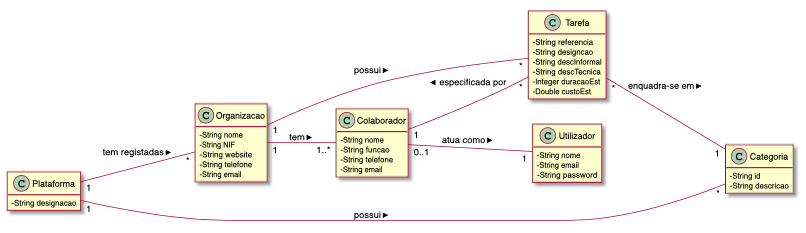 C Tarefa
-String referencia
-String designcao
-String descInformal
-String descTecnica
-Integer duracaoEst
-Double custoEst
possui ►
◄ especificada por
enquadra-se em ►
*
*
*
C Organizacao
-String nome
-String NIF
-String website
-String telefone
-String email
1
1
tem ►
1..*
C Colaborador
-String nome
-String funcao
-String telefone
-String email
1
0..1
atua como ►
1
C Utilizador
-String nome
-String email
-String password
tem registadas ►
*
1
C Categoria
-String id
-String descricao
*
C Plataforma
-String designacao
1
1
possui ►